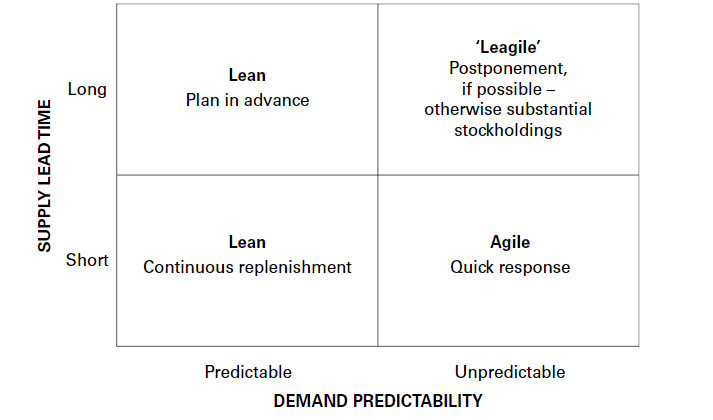 SUPPLY LEAD TIME
Long
Lean
Plan in advance
‘Leagile’
Postponement,
if possible –
otherwise substantial
stockholdings
Short
Lean
Continuous replenishment
Agile
Quick response
Predictable
Unpredictable
DEMAND PREDICTABILITY